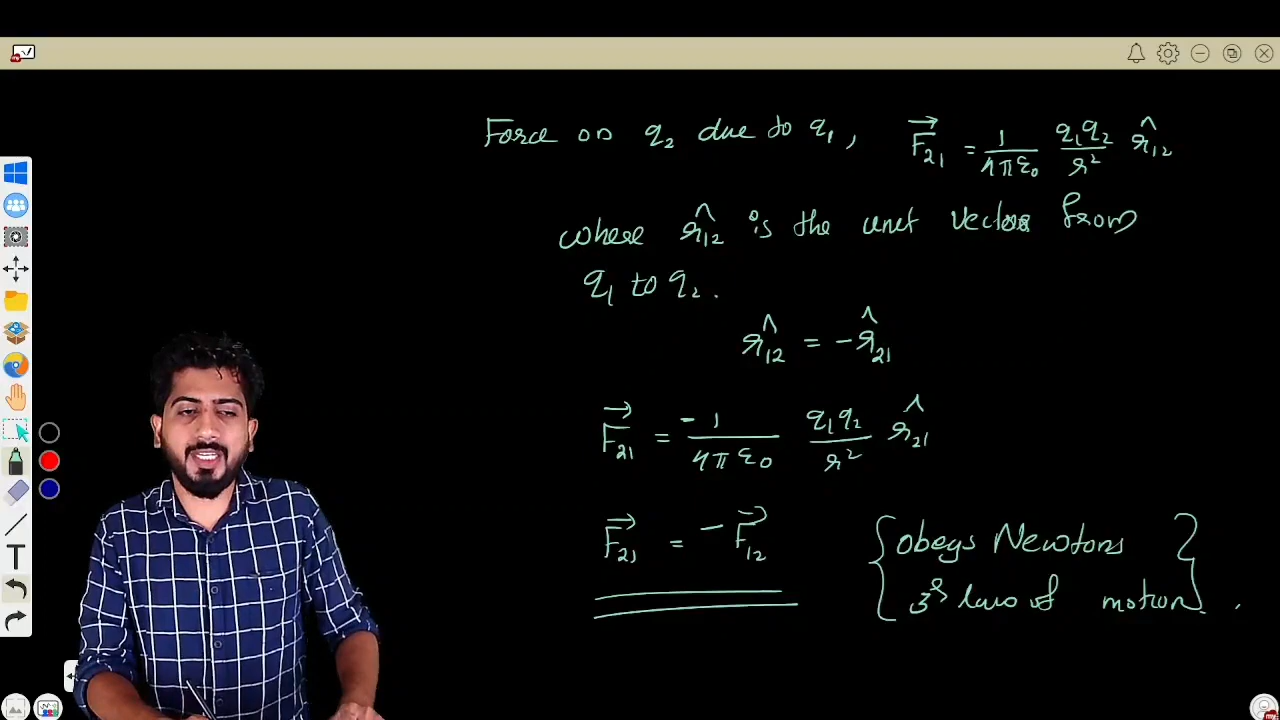 Force on q₂ due to q₁, F⃗₂₁ = 1/4πε₀ q₁q₂/r² r̂₁₂
where r̂₁₂ is the unit vector from
q₁ to q₂.
r̂₁₂ = -r̂₂₁
F⃗₂₁ = -1/4πε₀ q₁q₂/r² r̂₂₁
F⃗₂₁ = -F⃗₁₂ { obeys Newtons
3rd law of motion }.
T